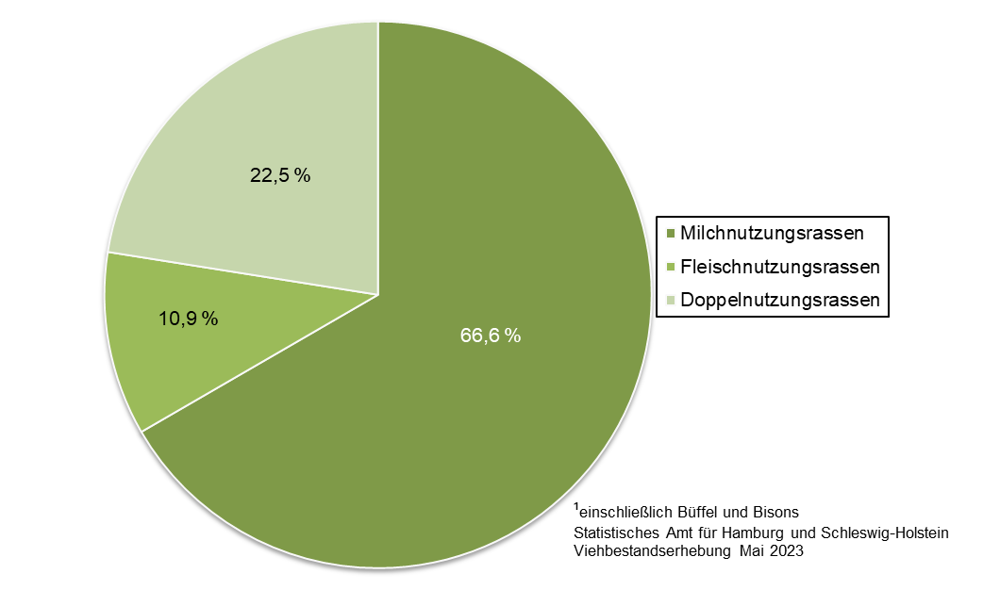 22,5 %
10,9 %
66,6 %
Milchnutzungsrassen
Fleischnutzungsrassen
Doppelnutzungsrassen
¹einschließlich Büffel und Bisons
Statistisches Amt für Hamburg und Schleswig-Holstein
Viehbestandserhebung Mai 2023